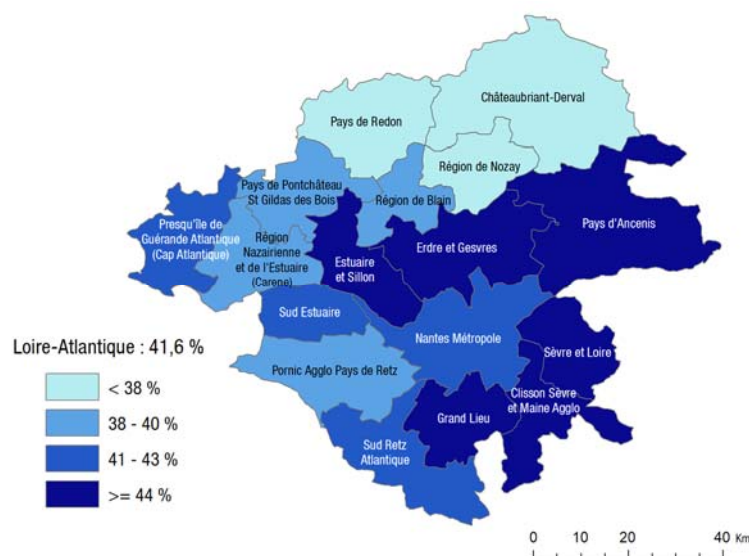 Châteaubriant-Derval
Pays de Redon
Région de Nozay
Pays de Pontchâteau
St Gildas des Bois
Région de Blain
Pays d'Ancenis
Presqu'île de
Guérande Atlantique
(Cap Atlantique)
Région
Nazairienne
et de l'Estuaire
(Carene)
Estuaire
et Sillon
Erdre et Gesvres
Sud Estuaire
Nantes Métropole
Sèvre et Loire
Pornic Agglo Pays de Retz
Clisson Sèvre
et Maine Agglo
Grand Lieu
Sud Retz
Atlantique
Loire-Atlantique : 41,6 %
< 38 %
38 - 40 %
41 - 43 %
>= 44 %
0 10 20 40 Km